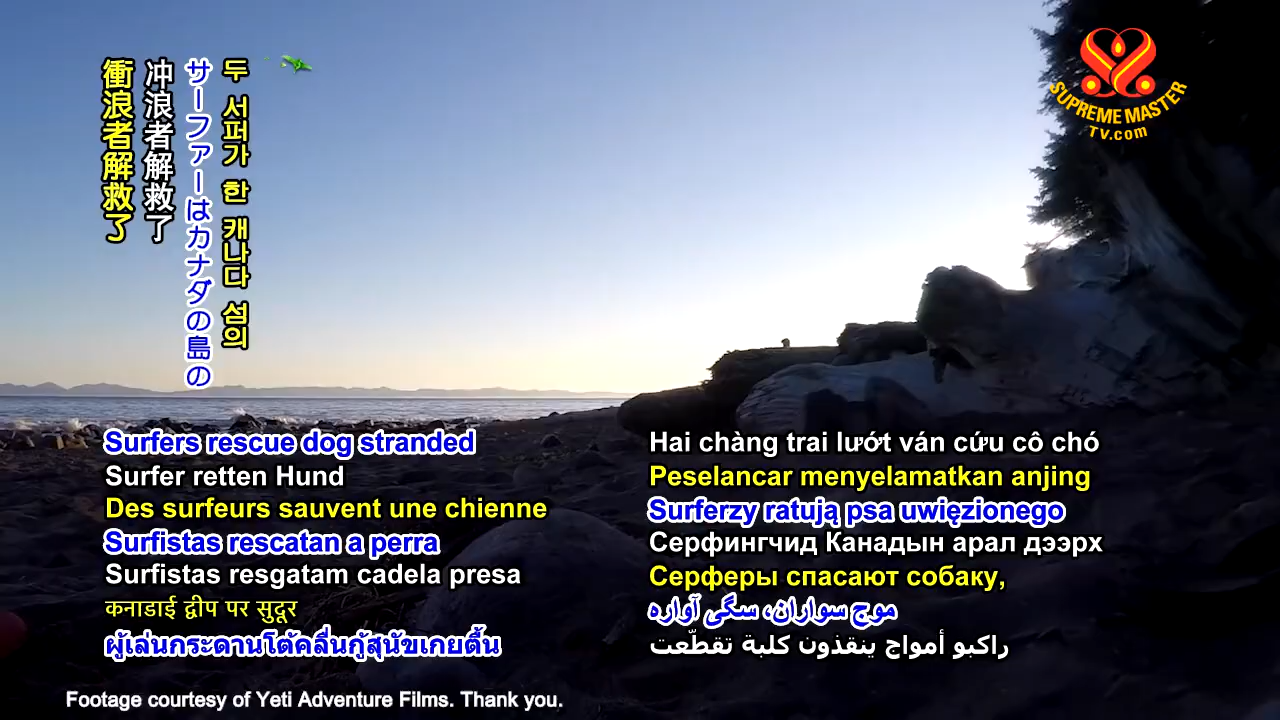 衝浪者解救了
冲浪者解救了
サーファーはカナダの島の
두 서퍼가 한 캐나다 섬의
SUPREME MASTER
TV.com
Surfers rescue dog stranded
Surfer retten Hund
Des surfeurs sauvent une chienne
Surfistas rescatan a perra
Surfistas resgatam cadela presa
कनाडाई द्वीप पर सुदूर
ผู้เล่นกระดานโต้คลื่นกู้สุนัขเกยตื้น
Hai chàng trai lướt ván cứu cô chó
Peselancar menyelamatkan anjing
Surferzy ratują psa uwięzionego
Серфингчид Канадын арал дээрх
Серферы спасают собаку,
موج سواران، سگی آواره
راكبو أمواج ينقذون كلبة تقطّعت
Footage courtesy of Yeti Adventure Films. Thank you.